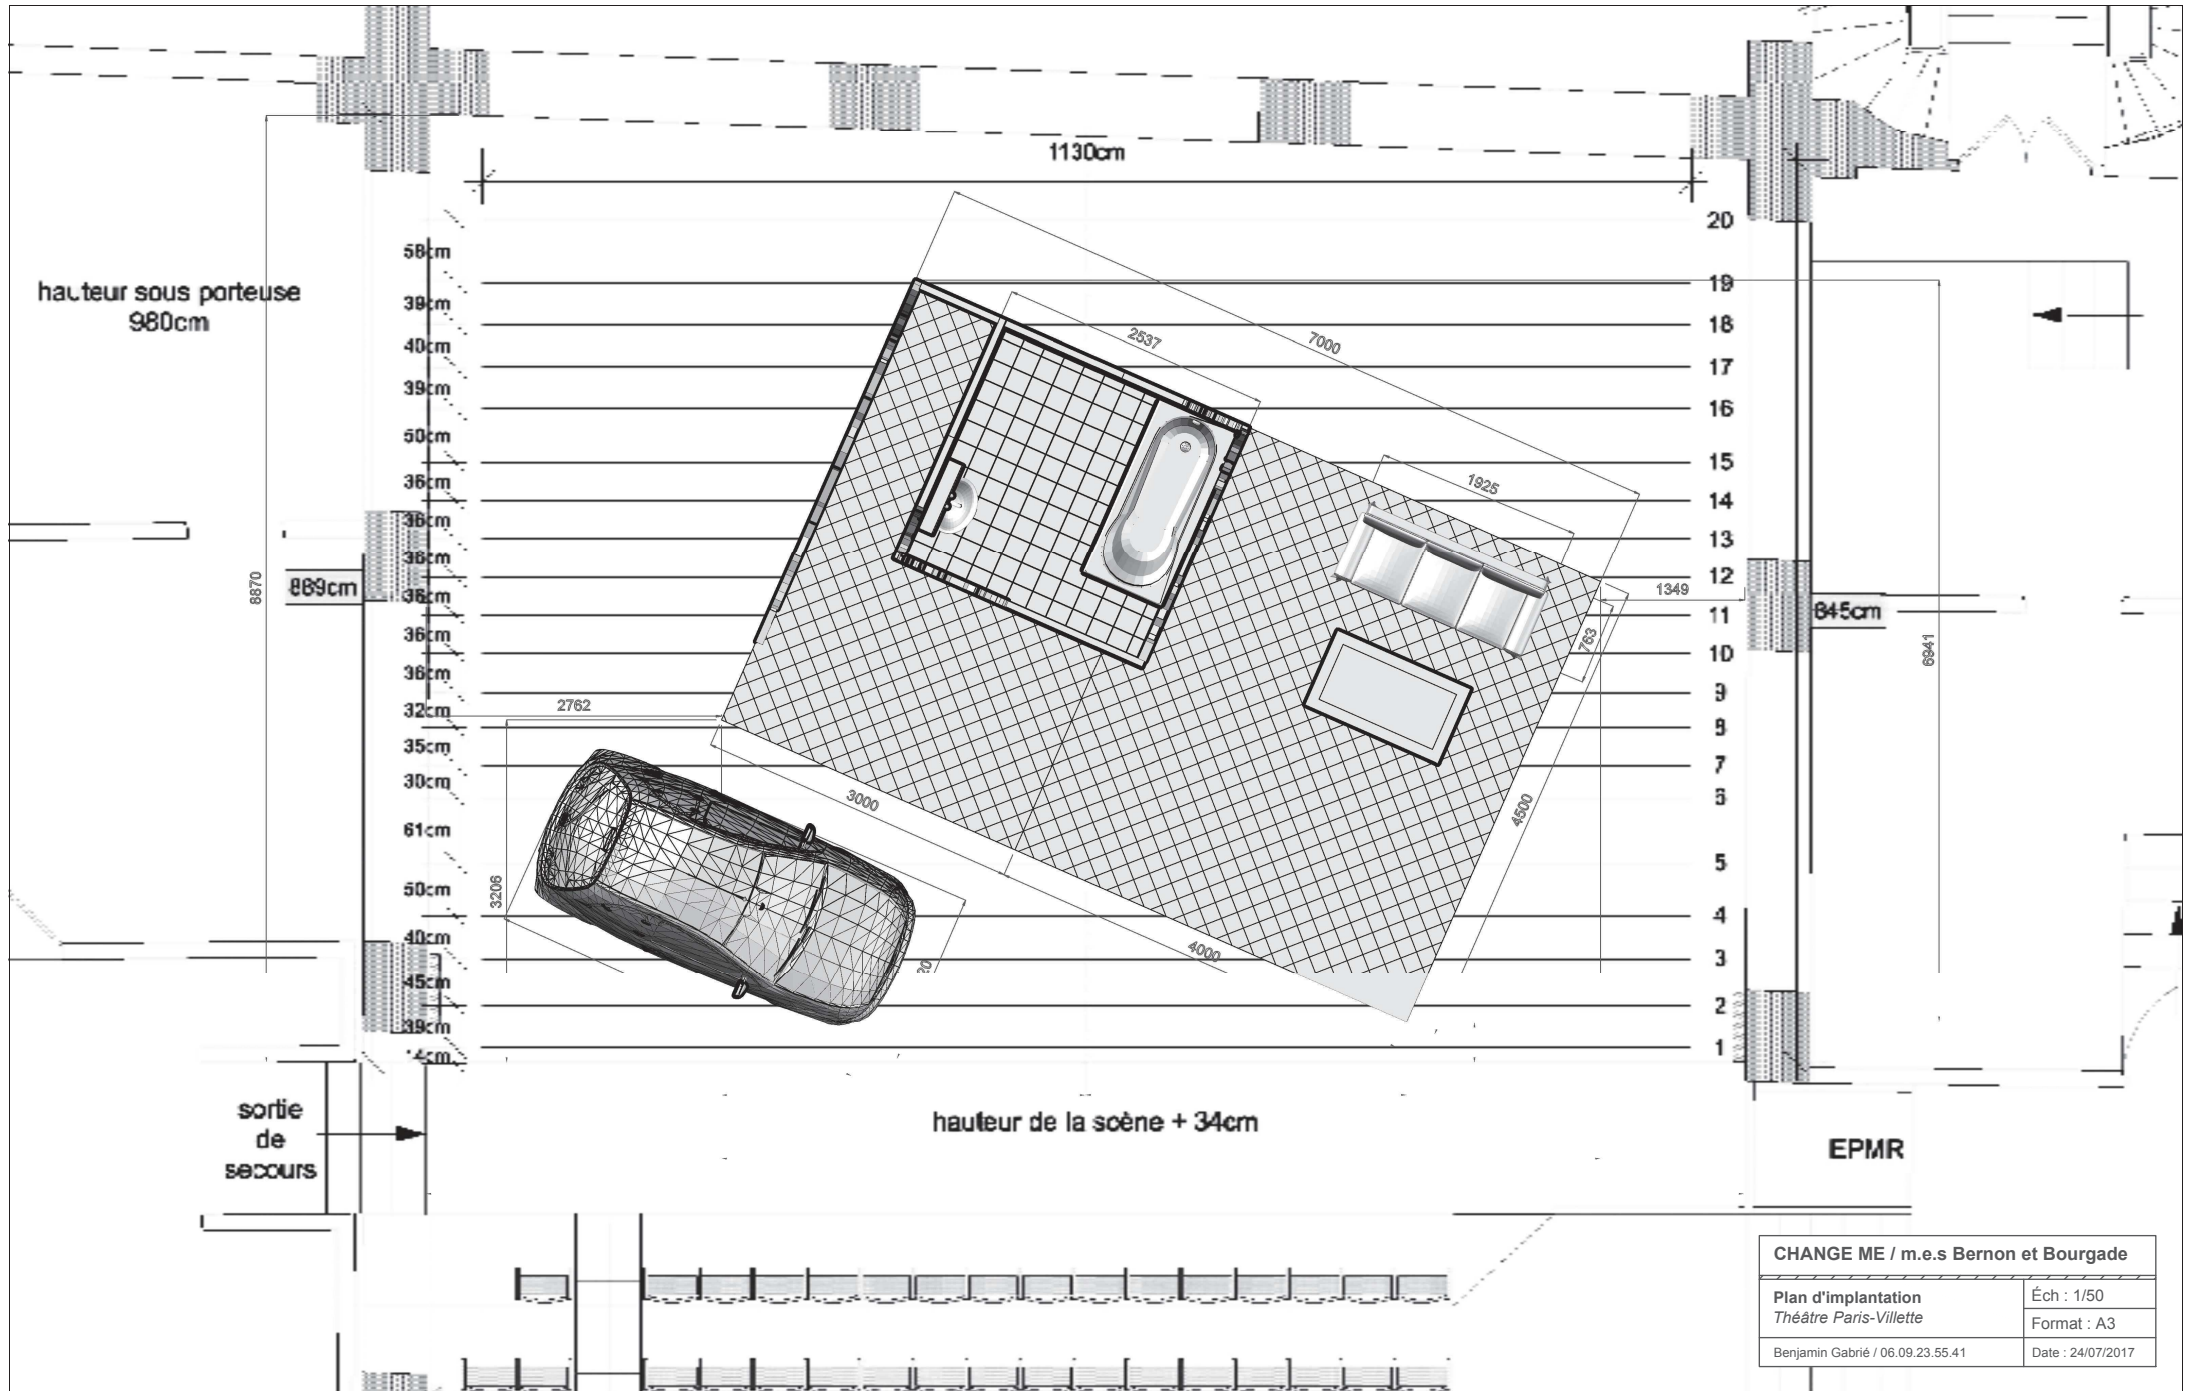 1130cm
20
58cm
hauteur sous porteuse
980cm
19
39cm
18
2537
7000
40cm
17
39cm
16
50cm
15
36cm
1925
14
36cm
13
36cm
12
8870
889cm
36cm
1349
11
845cm
36cm
763
10
6941
36cm
9
32cm
2762
8
35cm
7
30cm
3000
6
4500
61cm
5
50cm
3206
4
40cm
4000
3
20
45cm
2
39cm
1
sortie
de
secours
hauteur de la scène + 34cm
EPMR
CHANGE ME / m.e.s Bernon et Bourgade
Plan d'implantation
Théâtre Paris-Villette
Éch : 1/50
Format : A3
Benjamin Gabrié / 06.09.23.55.41
Date : 24/07/2017